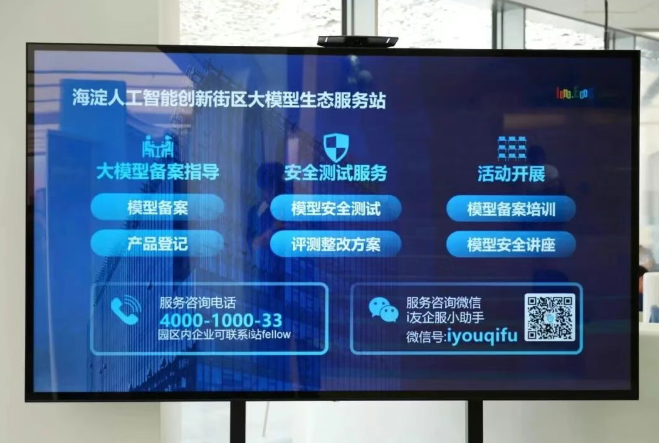 海淀人工智能创新街区大模型生态服务站
大模型备案指导
安全测试服务
活动开展
模型备案
模型安全测试
模型备案培训
产品登记
评测整改方案
模型安全讲座
服务咨询电话
4000-1000-33
园区内企业可联系i站fellow
服务咨询微信
i友企服小助手
微信号:iyouqifu